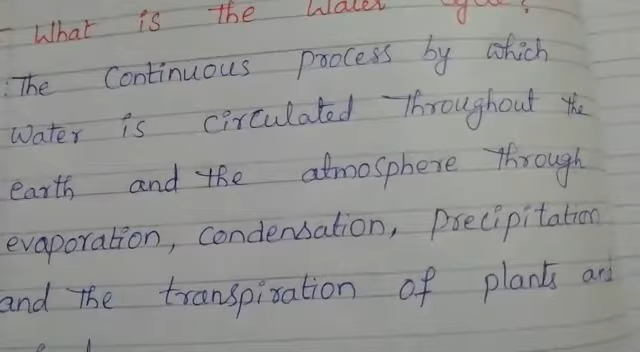 - What is the Water
: The Continuous process by which
Water is circulated throughout the
earth and the atmosphere through
evaporation, condensation, precipitation
and the transpiration of plants and